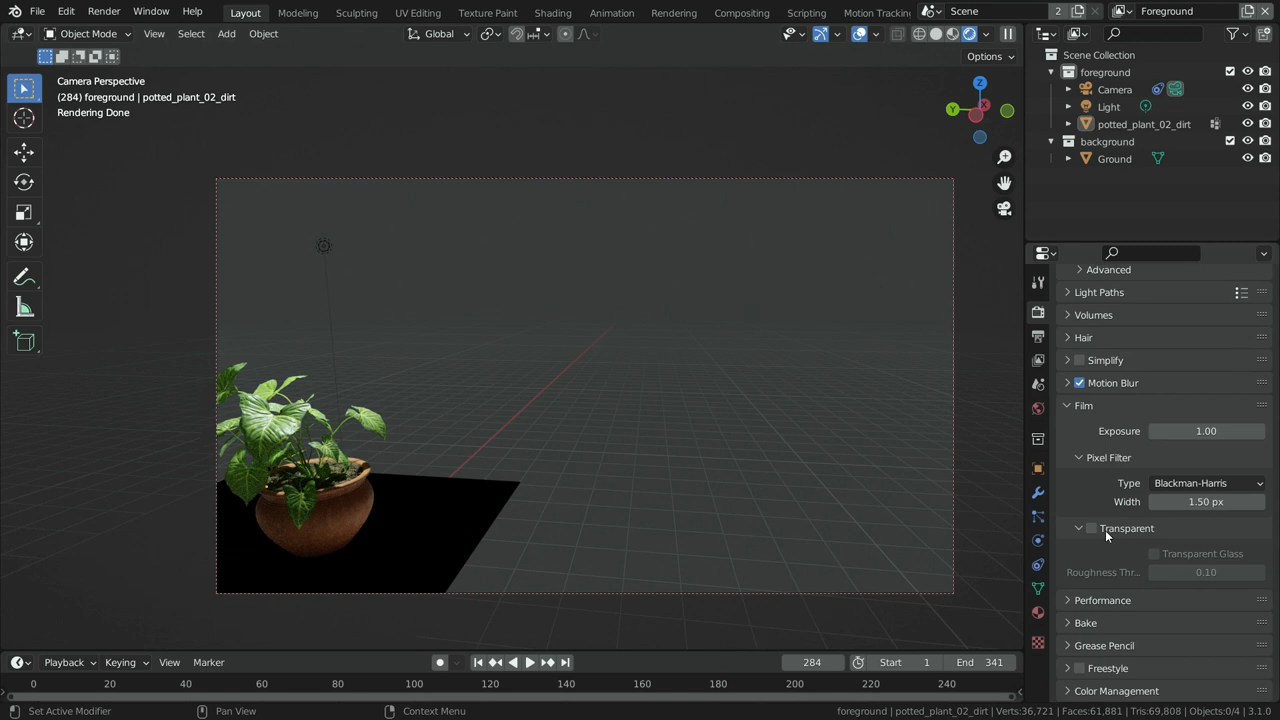 File Edit Render Window Help Layout Modeling Sculpting UV Editing Texture Paint Shading Animation Rendering Compositing Scripting Scene 2 Foreground
Object Mode View Select Add Object Global
Options
Camera Perspective
(284) foreground | potted_plant_02_dirt
Rendering Done
Z
Y
X
Scene Collection
foreground
Camera
Light
potted_plant_02_dirt
background
Ground
Advanced
Light Paths
Volumes
Hair
Simplify
Motion Blur
Film
Exposure 1.00
Pixel Filter
Type Blackman-Harris
Width 1.50 px
Transparent
Transparent Glass
Roughness Thr... 0.10
Performance
Bake
Grease Pencil
Freestyle
Color Management
Playback Keying View Marker 284 Start 1 End 341
0 20 40 60 80 100 120 140 160 180 200 220 240
Set Active Modifier Pan View Context Menu foreground | potted_plant_02_dirt | Verts:36,721 | Faces:61,881 | Tris:69,808 | Objects:0/4 | 3.1.0